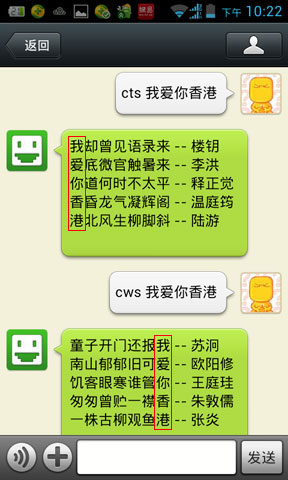 下午 10:22
返回
cts 我爱你香港
我却曾见语录来 -- 楼钥
爱底微官触暑来 -- 李洪
你道何时不太平 -- 释正觉
香昏龙气凝辉阁 -- 温庭筠
港北风生柳脚斜 -- 陆游
cws 我爱你香港
童子开门还报我 -- 苏泂
南山郁郁旧可爱 -- 欧阳修
饥客眼寒谁管你 -- 王庭珪
匆匆曾贮一襟香 -- 朱敦儒
一株古柳观鱼港 -- 张炎
发送